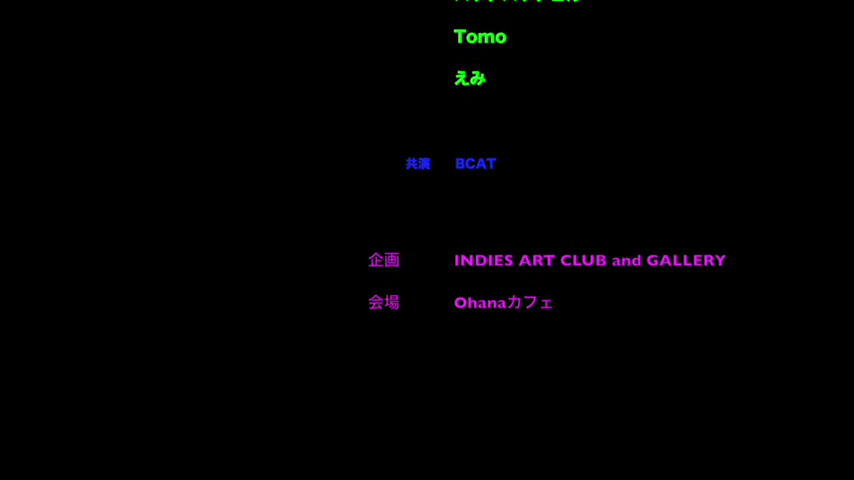 Tomo
えみ
共演 BCAT
企画 INDIES ART CLUB and GALLERY
会場 Ohanaカフェ